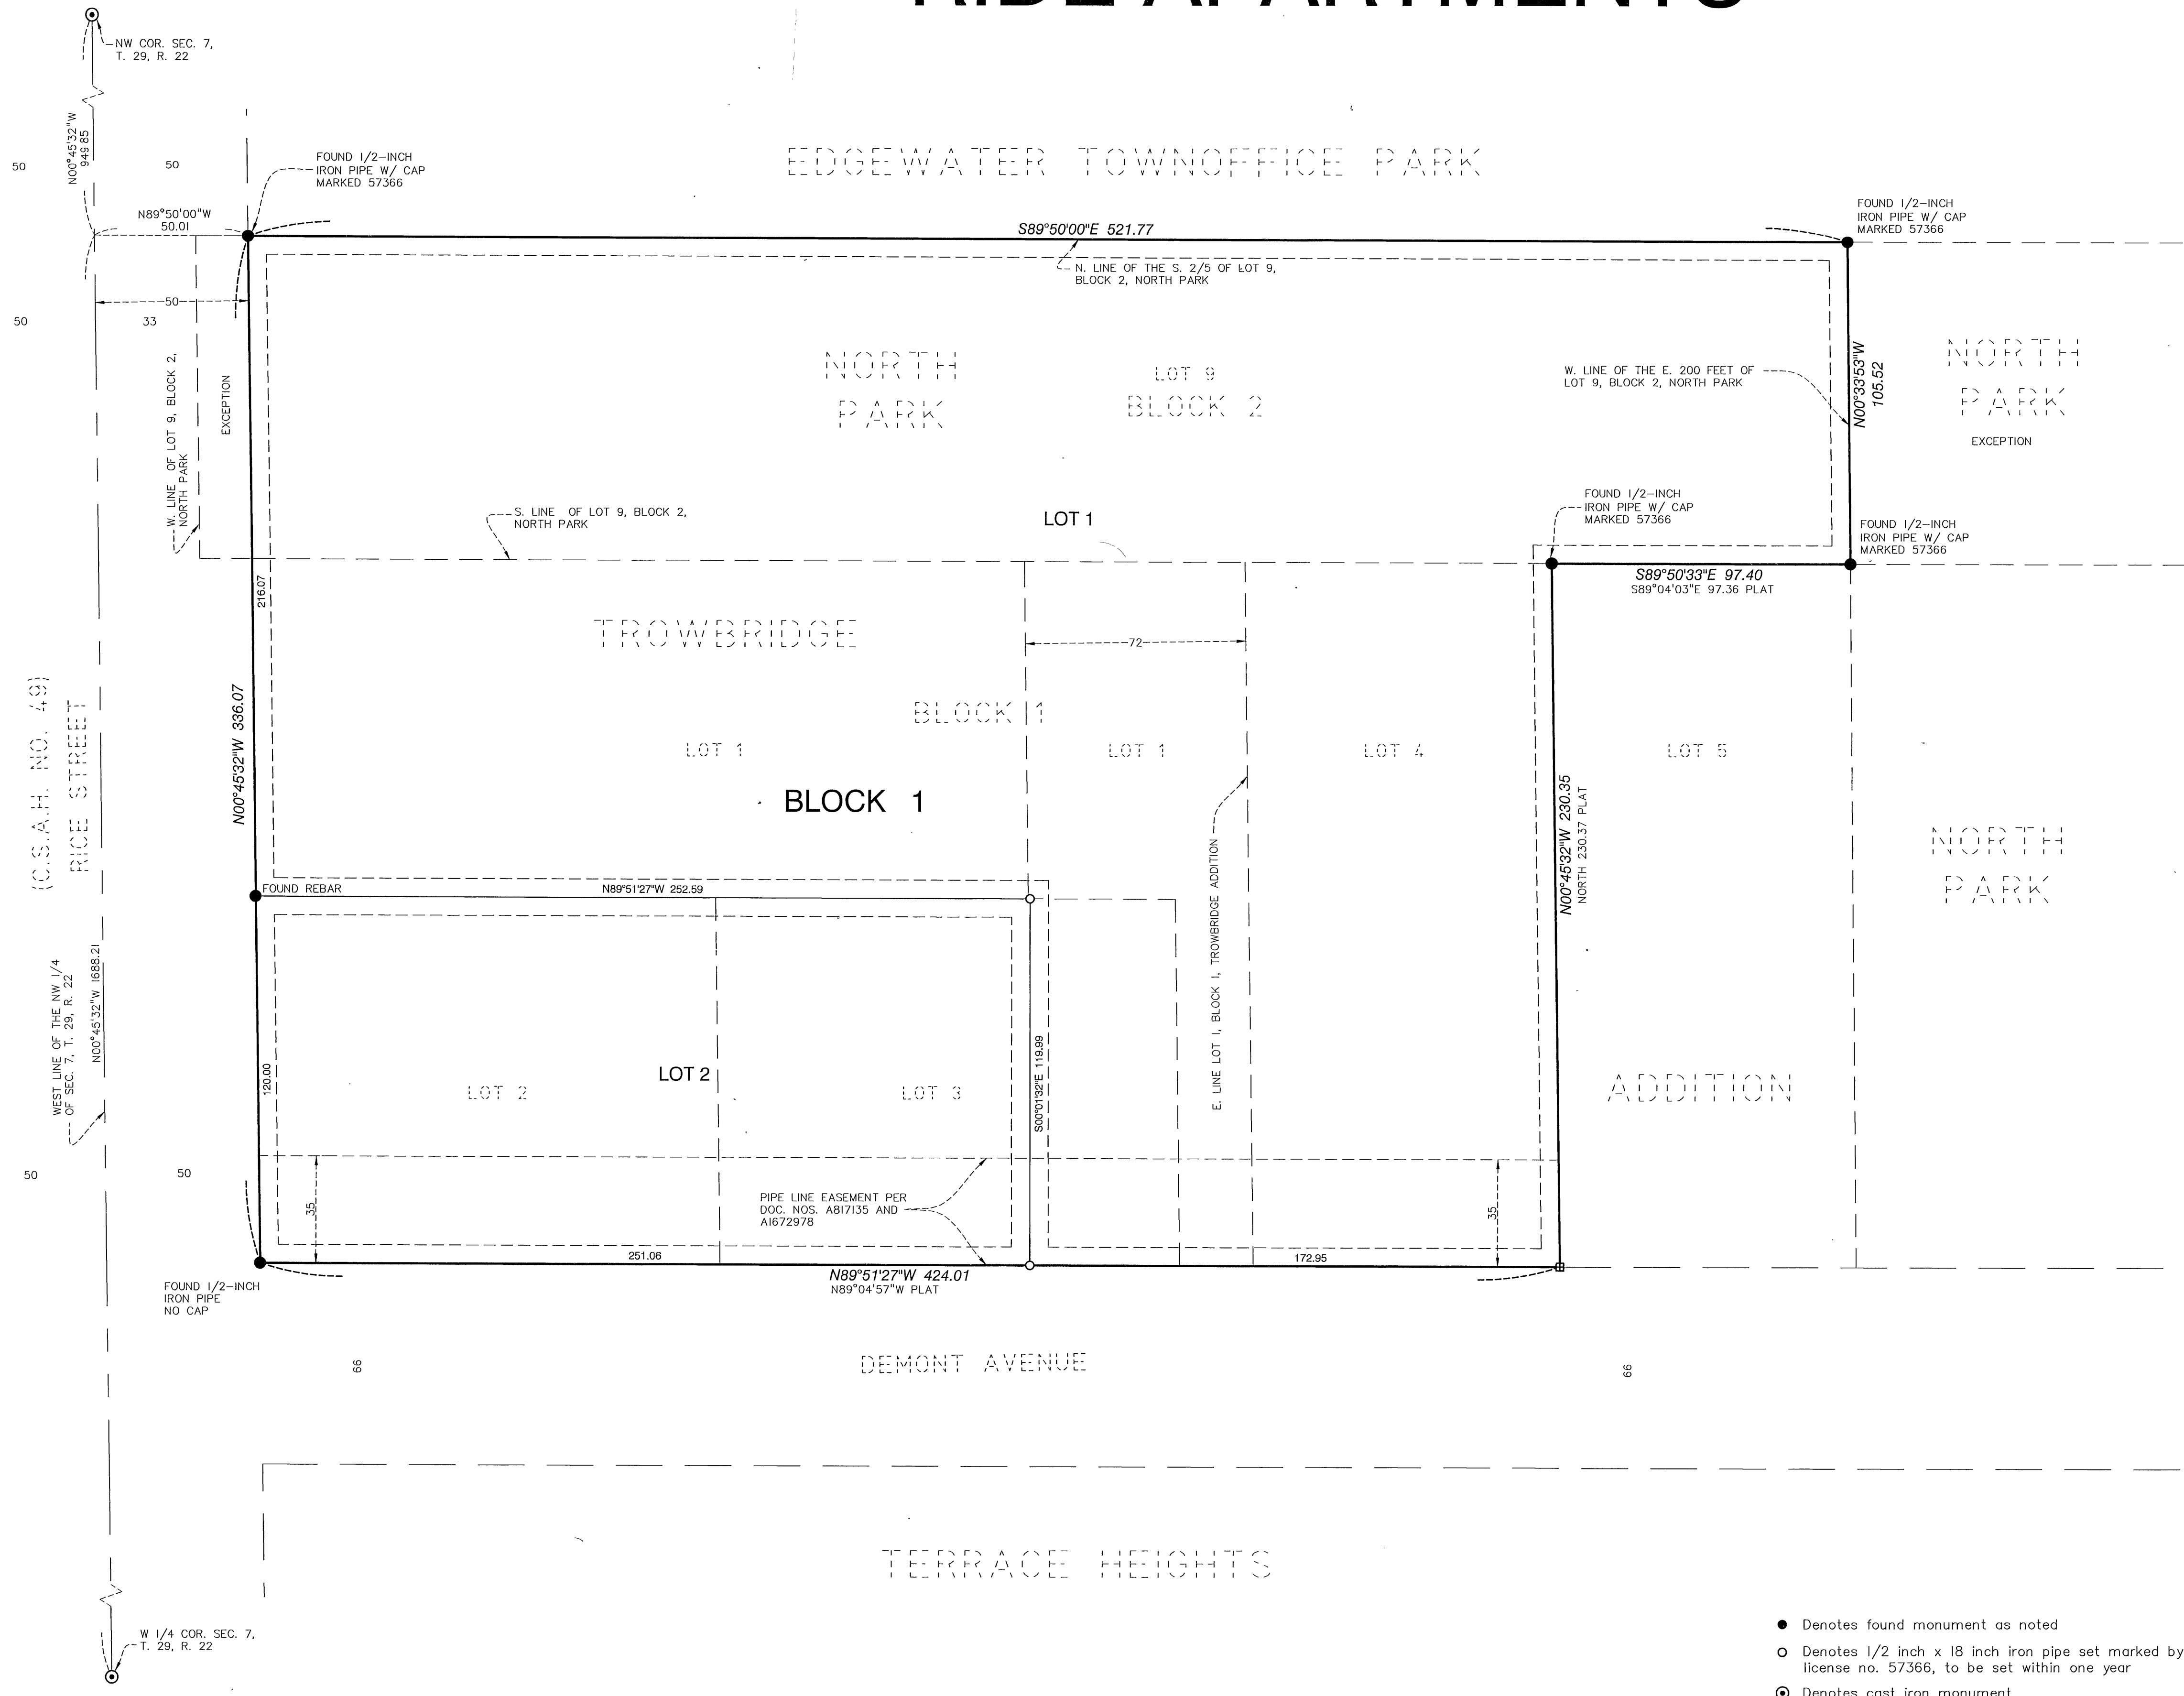 NW COR. SEC. 7,
T. 29, R. 22
N00°45'32"W
949.85
50
50
EDGEWATER TOWNOFFICE PARK
FOUND 1/2-INCH
IRON PIPE W/ CAP
MARKED 57366
N89°50'00"W
50.01
S89°50'00"E 521.77
FOUND 1/2-INCH
IRON PIPE W/ CAP
MARKED 57366
N. LINE OF THE S. 2/5 OF LOT 9,
BLOCK 2, NORTH PARK
50
50
33
W. LINE OF LOT 9, BLOCK 2,
NORTH PARK
EXCEPTION
NORTH
PARK
LOT 9
BLOCK 2
W. LINE OF THE E. 200 FEET OF
LOT 9, BLOCK 2, NORTH PARK
N00°33'53"W
105.52
NORTH
PARK
EXCEPTION
S. LINE OF LOT 9, BLOCK 2,
NORTH PARK
LOT 1
FOUND 1/2-INCH
IRON PIPE W/ CAP
MARKED 57366
FOUND 1/2-INCH
IRON PIPE W/ CAP
MARKED 57366
S89°50'33"E 97.40
S89°04'03"E 97.36 PLAT
216.07
TROWBRIDGE
72
(C.S.A.H. NO. 49)
RICE STREET
N00°45'32"W 336.07
BLOCK 1
LOT 1
LOT 1
LOT 4
LOT 5
BLOCK 1
N00°45'32"W 230.35
NORTH 230.37 PLAT
NORTH
PARK
FOUND REBAR
N89°51'27"W 252.59
E. LINE LOT 1, BLOCK 1, TROWBRIDGE ADDITION
WEST LINE OF THE NW 1/4
OF SEC. 7, T. 29, R. 22
N00°45'32"W 1688.21
120.00
LOT 2
LOT 2
LOT 3
S00°01'32"E 119.99
ADDITION
50
50
35
PIPE LINE EASEMENT PER
DOC. NOS. A817135 AND
A1672978
35
251.06
172.95
N89°51'27"W 424.01
N89°04'57"W PLAT
FOUND 1/2-INCH
IRON PIPE
NO CAP
66
DEMONT AVENUE
66
TERRACE HEIGHTS
W 1/4 COR. SEC. 7,
T. 29, R. 22
Denotes found monument as noted
Denotes 1/2 inch x 18 inch iron pipe set marked by
license no. 57366, to be set within one year
Denotes cast iron monument